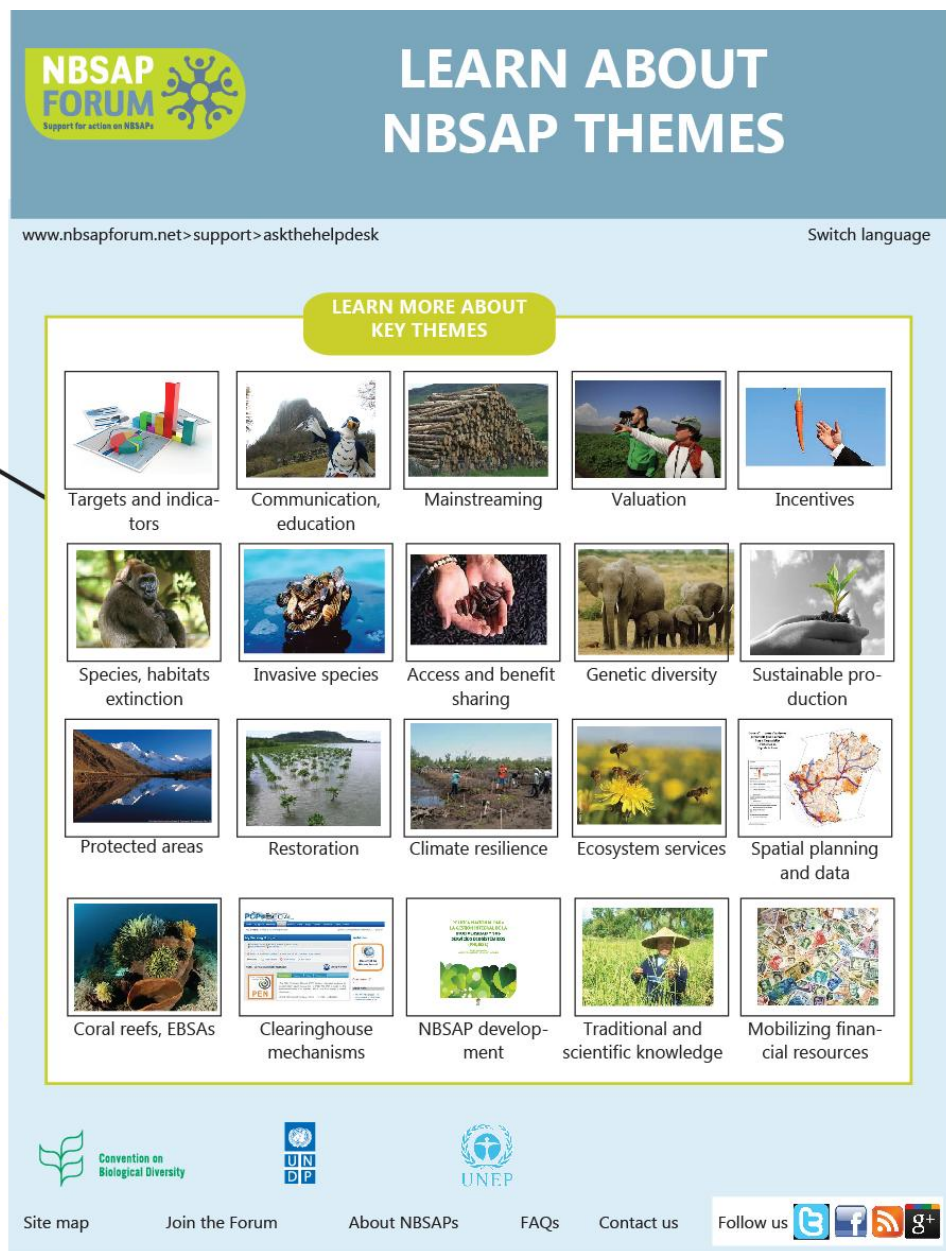 NBSAP
FORUM
Support for action on NBSAPs
LEARN ABOUT
NBSAP THEMES
www.nbsapforum.net>support>askthehelpdesk
Switch language
LEARN MORE ABOUT
KEY THEMES
Targets and indica-
tors
Communication,
education
Mainstreaming
Valuation
Incentives
Species, habitats
extinction
Invasive species
Access and benefit
sharing
Genetic diversity
Sustainable pro-
duction
Protected areas
Restoration
Climate resilience
Ecosystem services
Spatial planning
and data
PEN
Coral reefs, EBSAs
Clearinghouse
mechanisms
NBSAP develop-
ment
Traditional and
scientific knowledge
Mobilizing finan-
cial resources
Convention on
Biological Diversity
UN
DP
UNEP
Site map
Join the Forum
About NBSAPs
FAQs
Contact us
Follow us
g+